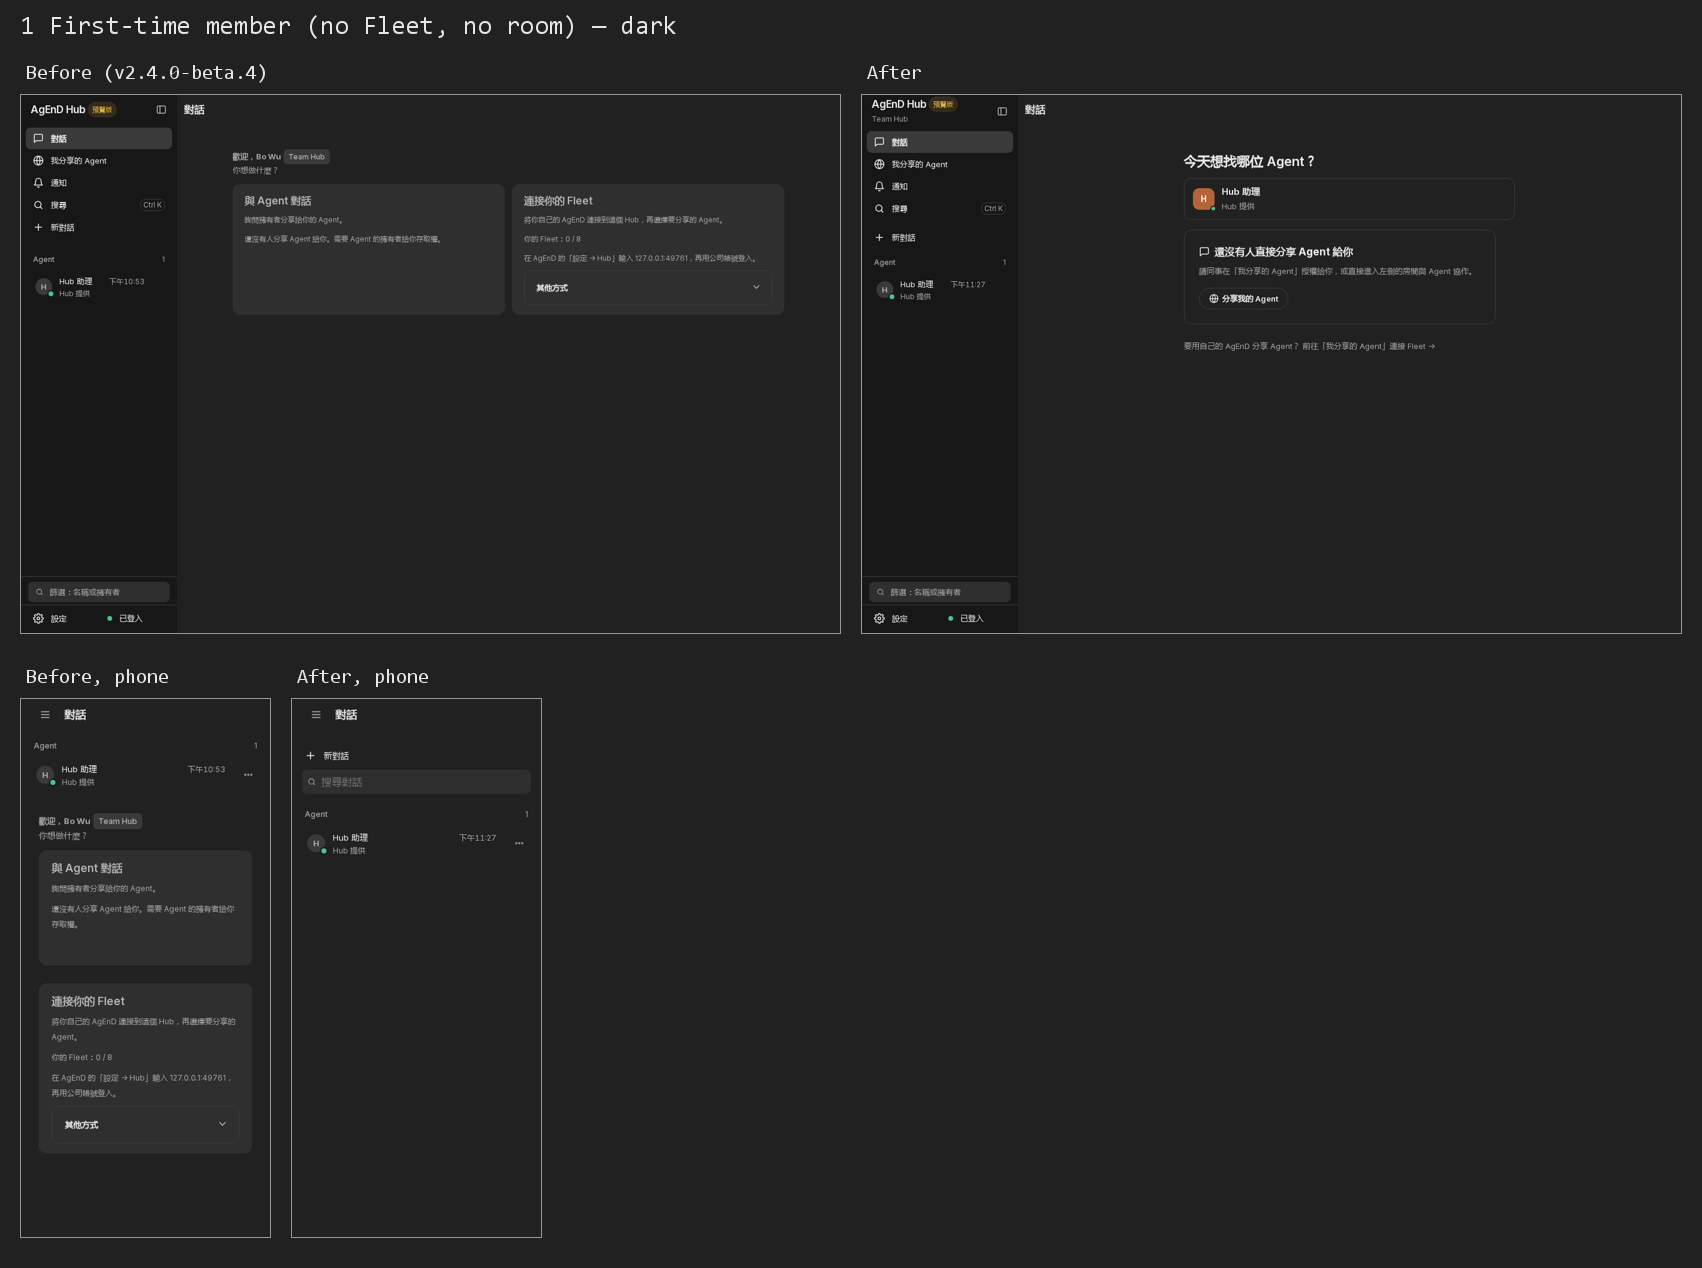 1 First-time member (no Fleet, no room) — dark
Before (v2.4.0-beta.4)
AgEnD Hub 預覽版
對話
我分享的 Agent
通知
搜尋 Ctrl K
新對話
Agent 1
H Hub 助理 下午10:53
Hub 提供
篩選：名稱或擁有者
設定 已登入
對話
歡迎，Bo Wu Team Hub
你想做什麼？
與 Agent 對話
詢問擁有者分享給你的 Agent。
還沒有人分享 Agent 給你。需要 Agent 的擁有者給你存取權。
連接你的 Fleet
將你自己的 AgEnD 連接到這個 Hub，再選擇要分享的 Agent。
你的 Fleet：0 / 8
在 AgEnD 的「設定 → Hub」輸入 127.0.0.1:49761，再用公司帳號登入。
其他方式
After
AgEnD Hub 預覽版
Team Hub
對話
我分享的 Agent
通知
搜尋 Ctrl K
新對話
Agent 1
H Hub 助理 下午11:27
Hub 提供
篩選：名稱或擁有者
設定 已登入
對話
今天想找哪位 Agent？
H Hub 助理
Hub 提供
還沒有人直接分享 Agent 給你
請同事在「我分享的 Agent」授權給你，或直接進入左側的房間與 Agent 協作。
分享我的 Agent
要用自己的 AgEnD 分享 Agent？ 前往「我分享的 Agent」連接 Fleet →
Before, phone
對話
Agent 1
H Hub 助理 下午10:53
Hub 提供
歡迎，Bo Wu Team Hub
你想做什麼？
與 Agent 對話
詢問擁有者分享給你的 Agent。
還沒有人分享 Agent 給你。需要 Agent 的擁有者給你
存取權。
連接你的 Fleet
將你自己的 AgEnD 連接到這個 Hub，再選擇要分享的
Agent。
你的 Fleet：0 / 8
在 AgEnD 的「設定 → Hub」輸入 127.0.0.1:49761，
再用公司帳號登入。
其他方式
After, phone
對話
新對話
搜尋對話
Agent 1
H Hub 助理 下午11:27
Hub 提供